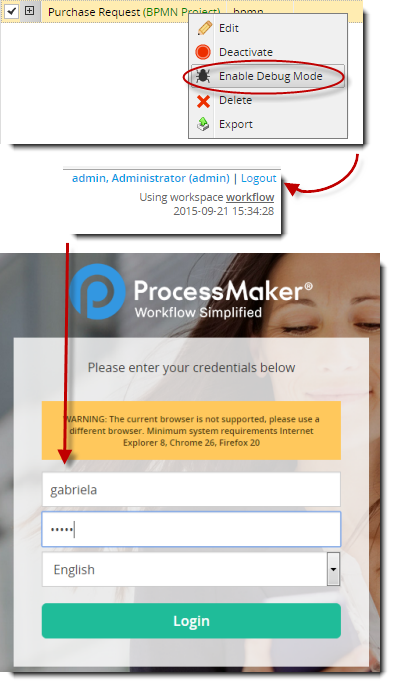 Purchase Request (BPMN Project) bpmn
Edit
Deactivate
Enable Debug Mode
Delete
Export
admin, Administrator (admin) | Logout
Using workspace workflow
2015-09-21 15:34:28
ProcessMaker®
Workflow Simplified
Please enter your credentials below
WARNING: The current browser is not supported, please use a
different browser. Minimum system requirements Internet
Explorer 8, Chrome 26, Firefox 20
gabriela
•••••
English
Login